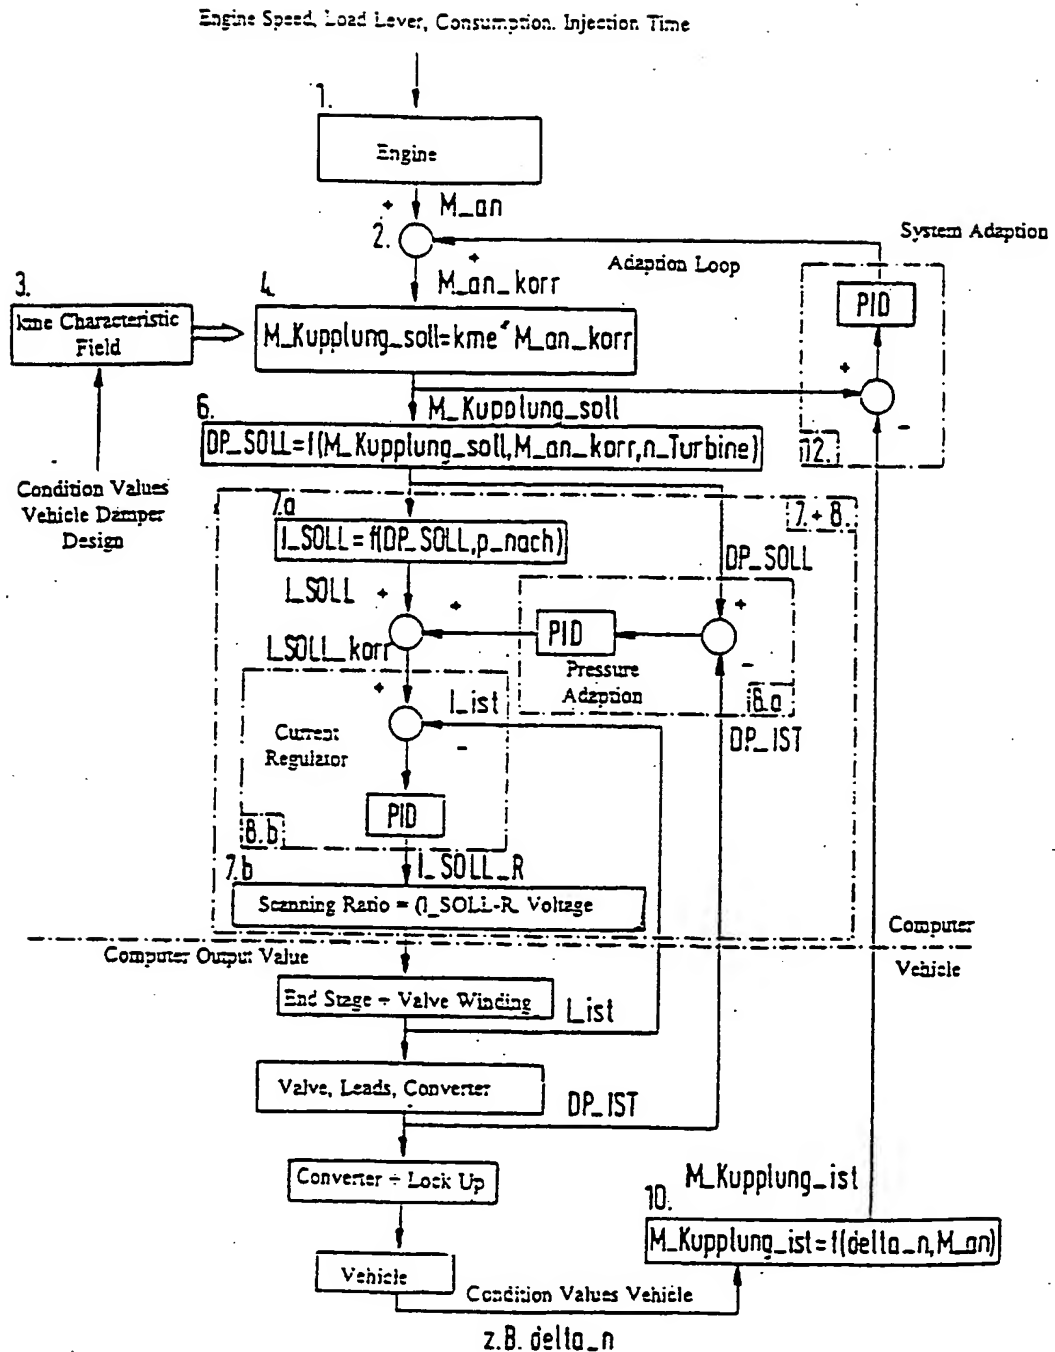 Engine Speed, Load Lever, Consumption. Injection Time
1.
Engine
+
M_an
2.
System Adaption
Adaption Loop
+
M_an_korr
3.
kme Characteristic
Field
4.
M_Kupplung_soll=kme* M_an_korr
PID
+
-
12.
M_Kupplung_soll
6.
DP_SOLL=f(M_Kupplung_soll,M_an_korr,n_Turbine)
Condition Values
Vehicle Damper
Design
7.a
7. + 8.
I_SOLL = f(DP_SOLL,p_nach)
DP_SOLL
I_SOLL
+
+
+
PID
-
I_SOLL_korr
Pressure
Adaption
8.a
+
I_ist
DP_IST
Current
Regulator
-
PID
8.b
7.b
I_SOLL_R
Scanning Ratio = (I_SOLL-R. Voltage
Computer
Computer Output Value
Vehicle
End Stage + Valve Winding
I_ist
Valve, Leads, Converter
DP_IST
Converter + Lock Up
M_Kupplung_ist
10.
M_Kupplung_ist=f(delta_n,M_an)
Vehicle
Condition Values Vehicle
z.B. delta_n